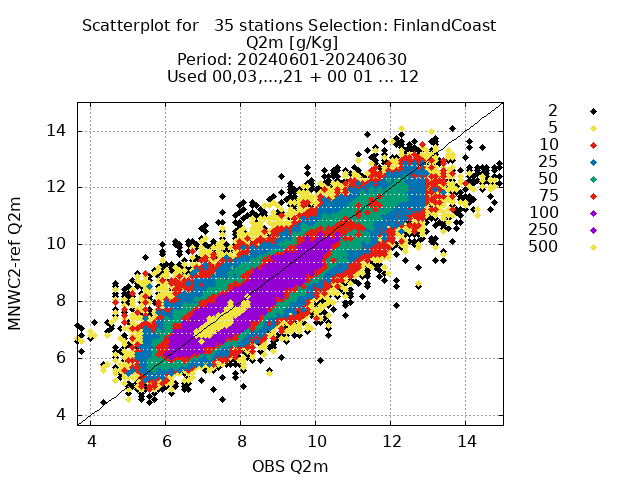 Scatterplot for   35 stations Selection: FinlandCoast
Q2m [g/Kg]
Period: 20240601-20240630
Used 00,03,...,21 + 00 01 ... 12
2
5
10
25
50
75
100
250
500
14
12
10
8
6
4
MNWC2-ref Q2m
4 6 8 10 12 14
OBS Q2m